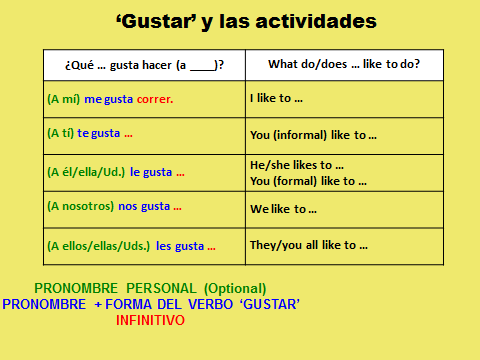 ‘Gustar’ y las actividades
¿Qué ... gusta hacer (a ____)?
What do/does ... like to do?
(A mí) me gusta correr.
I like to ...
(A tí) te gusta ...
You (informal) like to ...
(A él/ella/Ud.) le gusta ...
He/she likes to ...
You (formal) like to ...
(A nosotros) nos gusta ...
We like to ...
(A ellos/ellas/Uds.) les gusta ...
They/you all like to ...
PRONOMBRE PERSONAL (Optional)
PRONOMBRE + FORMA DEL VERBO ‘GUSTAR’
INFINITIVO